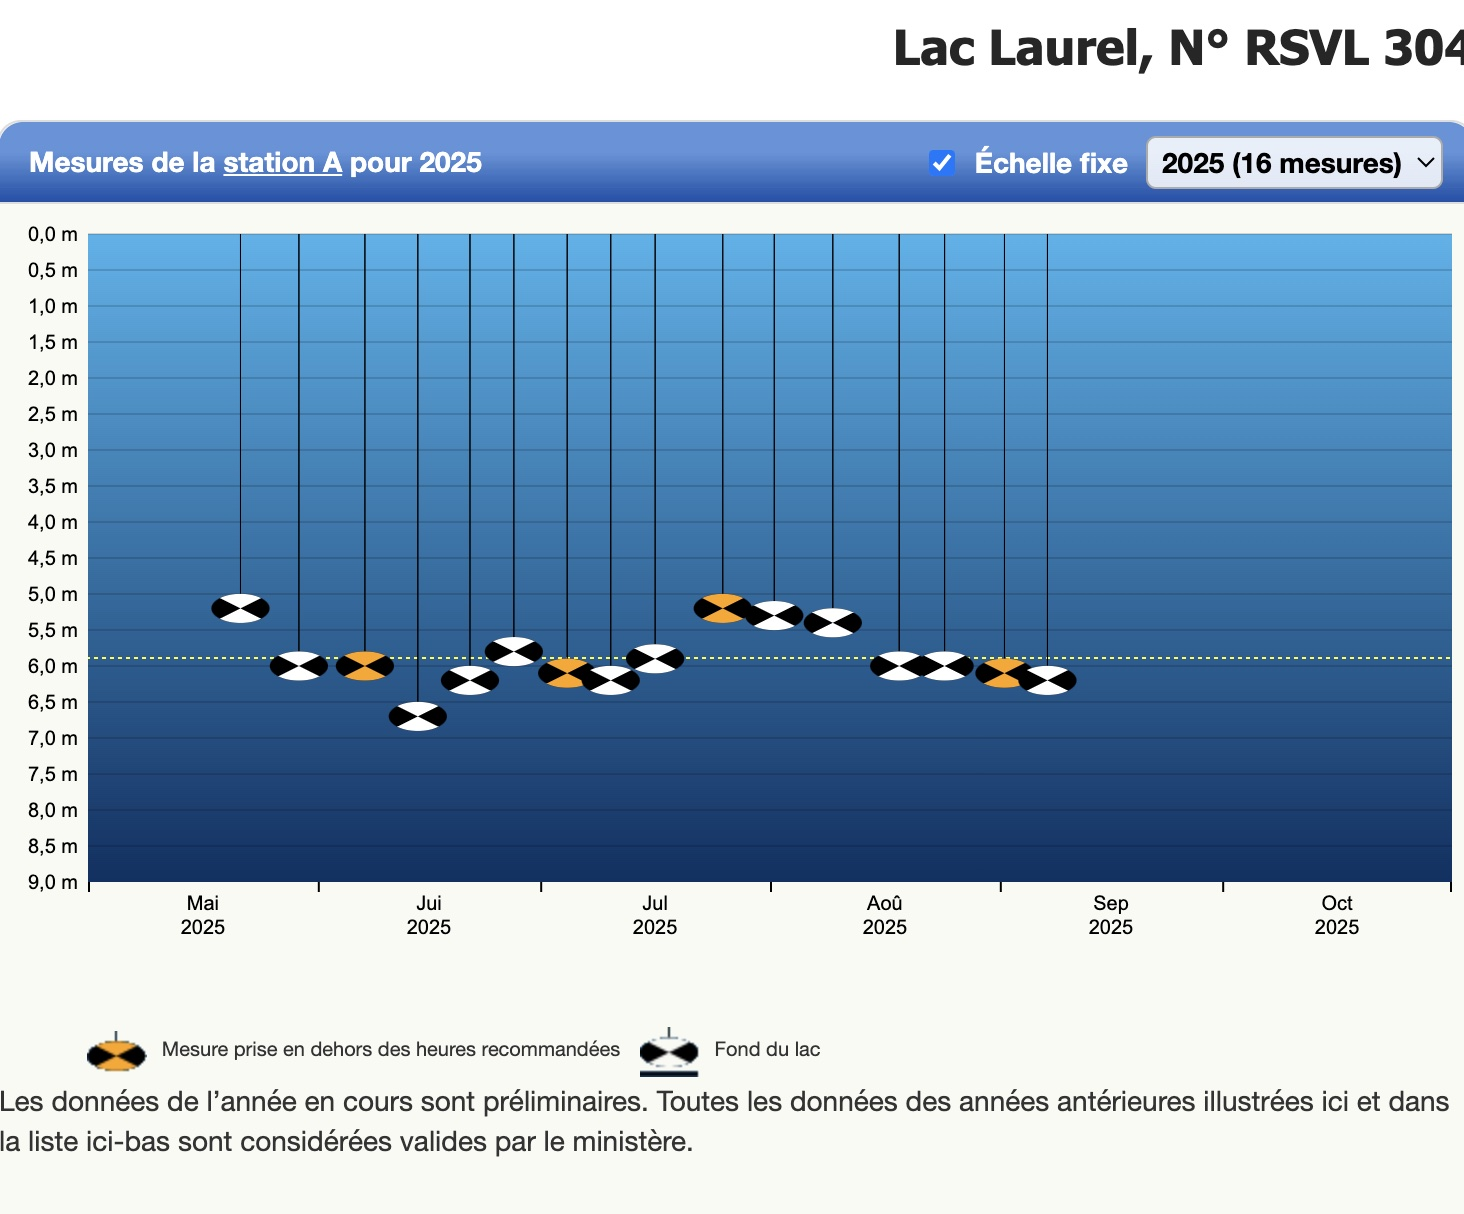 Lac Laurel, N° RSVL 304
Mesures de la station A pour 2025
Échelle fixe
2025 (16 mesures)
0,0 m
0,5 m
1,0 m
1,5 m
2,0 m
2,5 m
3,0 m
3,5 m
4,0 m
4,5 m
5,0 m
5,5 m
6,0 m
6,5 m
7,0 m
7,5 m
8,0 m
8,5 m
9,0 m
Mai Jui Jul Aoû Sep Oct
2025 2025 2025 2025 2025 2025
Mesure prise en dehors des heures recommandées Fond du lac
Les données de l’année en cours sont préliminaires. Toutes les données des années antérieures illustrées ici et dans
la liste ici-bas sont considérées valides par le ministère.